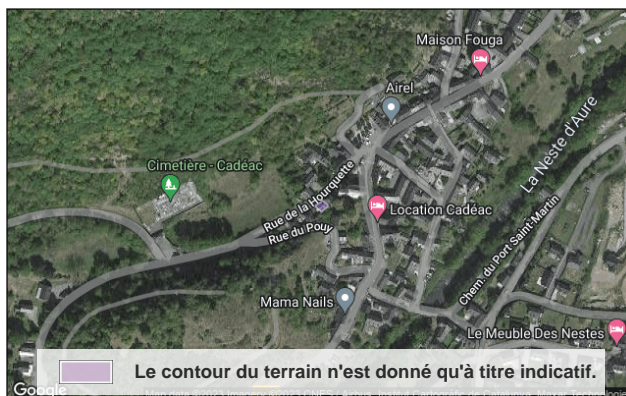 Maison Fouga
Airel
La Neste d'Aure
Cimetière - Cadéac
Rue de la Hourquette
Location Cadéac
Rue du Pouy
Chem. du Port Saint-Martin
Mama Nails
Le Meuble Des Nestes
Le contour du terrain n'est donné qu'à titre indicatif.
Google